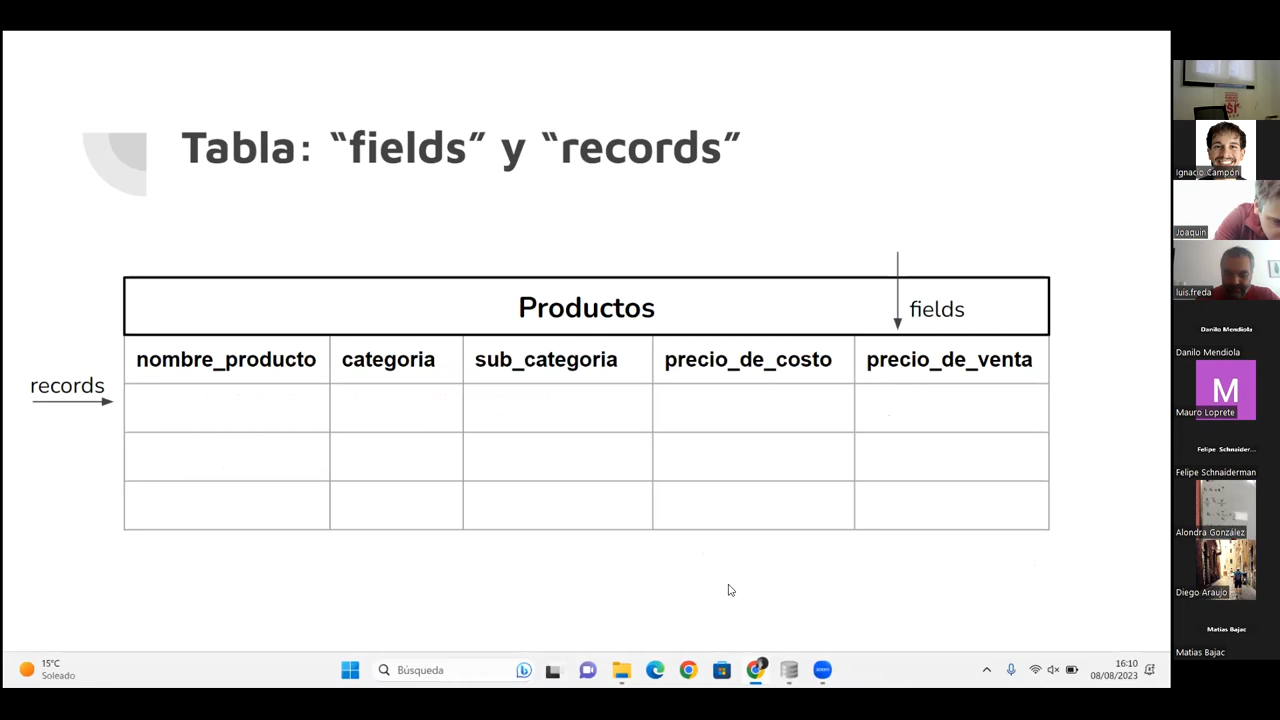 Tabla: “fields” y “records”
Productos
fields
nombre_producto categoria sub_categoria precio_de_costo precio_de_venta
records
Ignacio Campón
Joaquin
luis.freda
Danilo Mendiola
Danilo Mendiola
M
Mauro Loprete
Felipe Schnaider...
Felipe Schnaiderman
Alondra González
Diego Araujo
Matias Bajac
Matias Bajac
15°C
Soleado
Búsqueda
16:10
08/08/2023